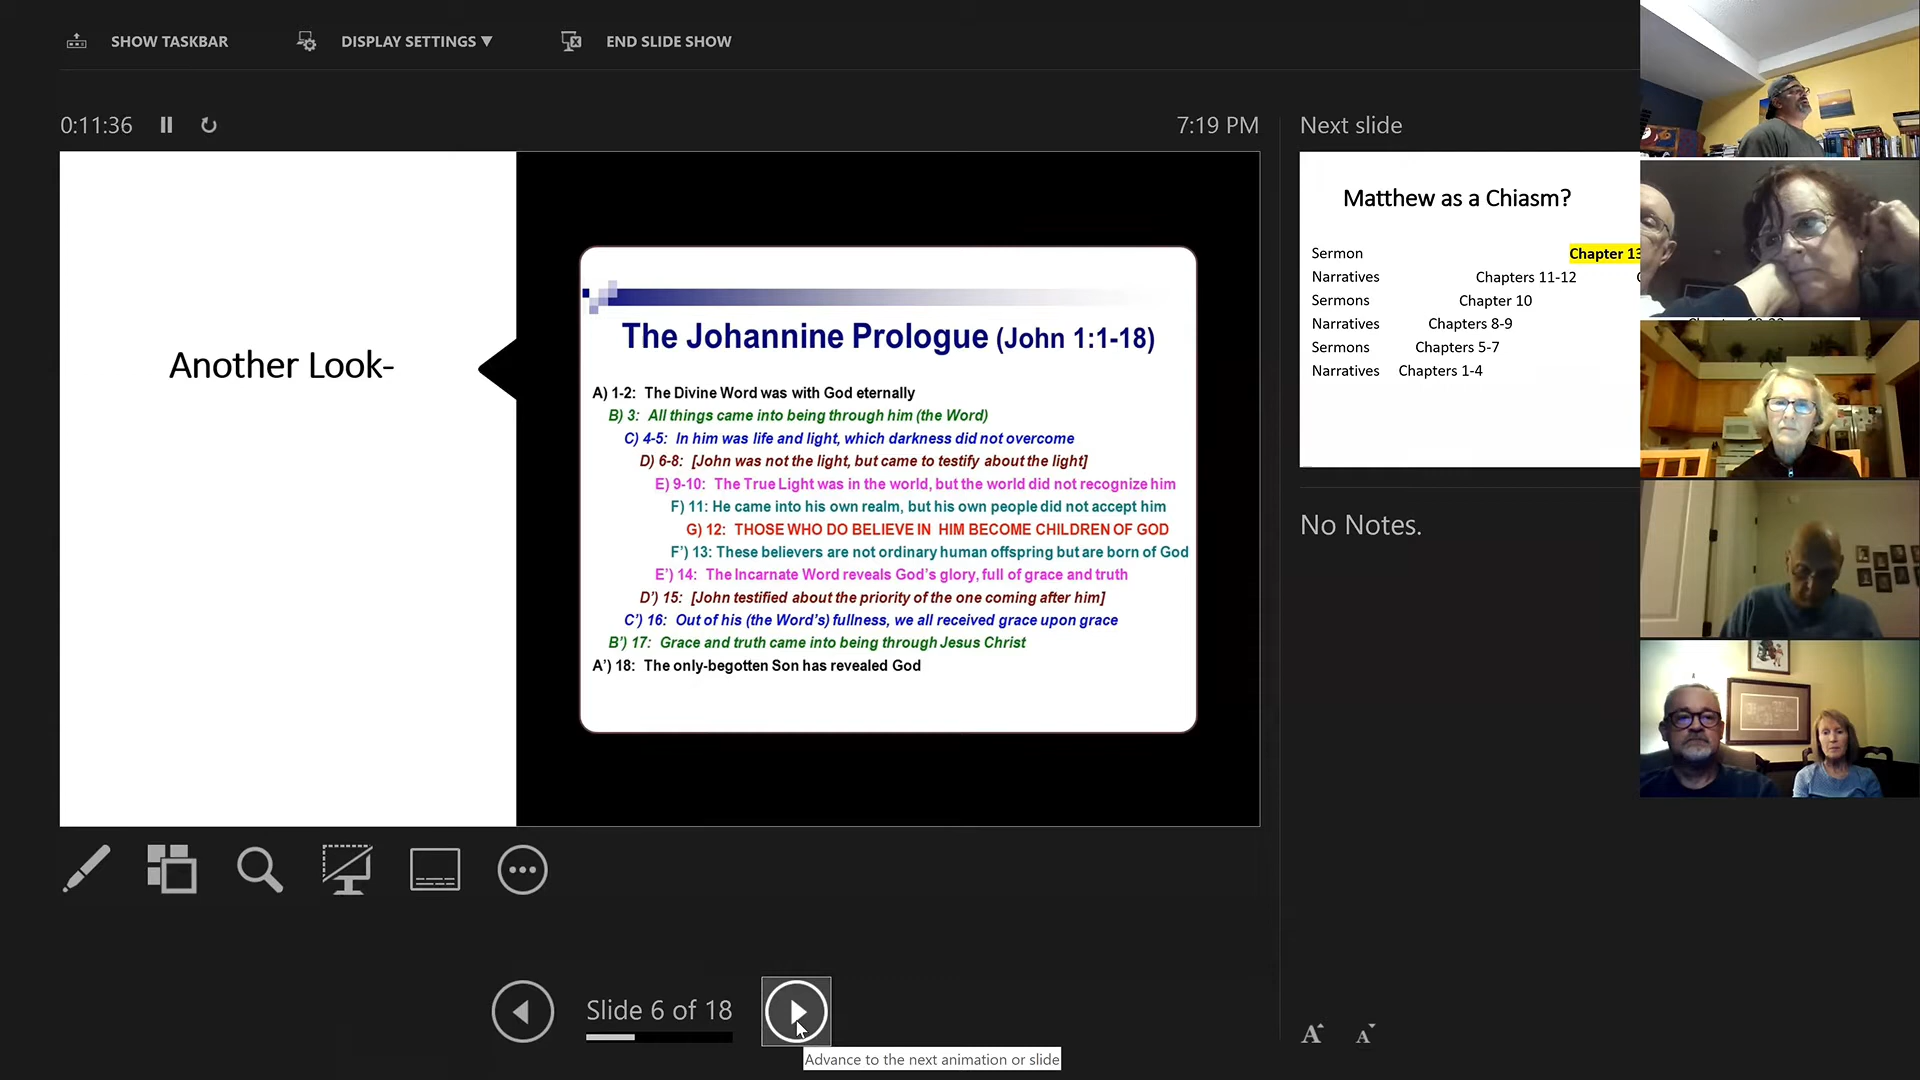 SHOW TASKBAR
DISPLAY SETTINGS ▼
END SLIDE SHOW
0:11:36
7:19 PM
Next slide
Another Look-
The Johannine Prologue (John 1:1-18)
A) 1-2: The Divine Word was with God eternally
B) 3: All things came into being through him (the Word)
C) 4-5: In him was life and light, which darkness did not overcome
D) 6-8: [John was not the light, but came to testify about the light]
E) 9-10: The True Light was in the world, but the world did not recognize him
F) 11: He came into his own realm, but his own people did not accept him
G) 12: THOSE WHO DO BELIEVE IN HIM BECOME CHILDREN OF GOD
F’) 13: These believers are not ordinary human offspring but are born of God
E’) 14: The Incarnate Word reveals God’s glory, full of grace and truth
D’) 15: [John testified about the priority of the one coming after him]
C’) 16: Out of his (the Word’s) fullness, we all received grace upon grace
B’) 17: Grace and truth came into being through Jesus Christ
A’) 18: The only-begotten Son has revealed God
Matthew as a Chiasm?
Sermon Chapter 13
Narratives Chapters 11-12
Sermons Chapter 10
Narratives Chapters 8-9
Sermons Chapters 5-7
Narratives Chapters 1-4
No Notes.
Slide 6 of 18
Advance to the next animation or slide
A A